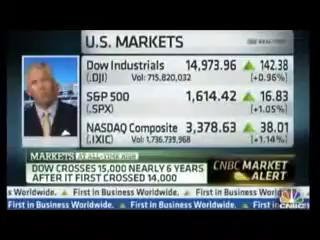 U.S. MARKETS
Dow Industrials 14,973.96 142.38
(.DJI) Vol: 715,820,032 (+0.96%)
S&P 500 1,614.42 16.83
(.SPX) (+1.05%)
NASDAQ Composite 3,378.63 38.01
(.IXIC) Vol: 1,736,739,968 (+1.14%)
MARKETS AT ALL-TIME HIGH
DOW CROSSES 15,000 NEARLY 6 YEARS
AFTER IT FIRST CROSSED 14,000
CNBC MARKET
ALERT
ess Worldwide. First in Business Worldwide. First in Business
First in Business Worldwide. First in Business World
CNBC